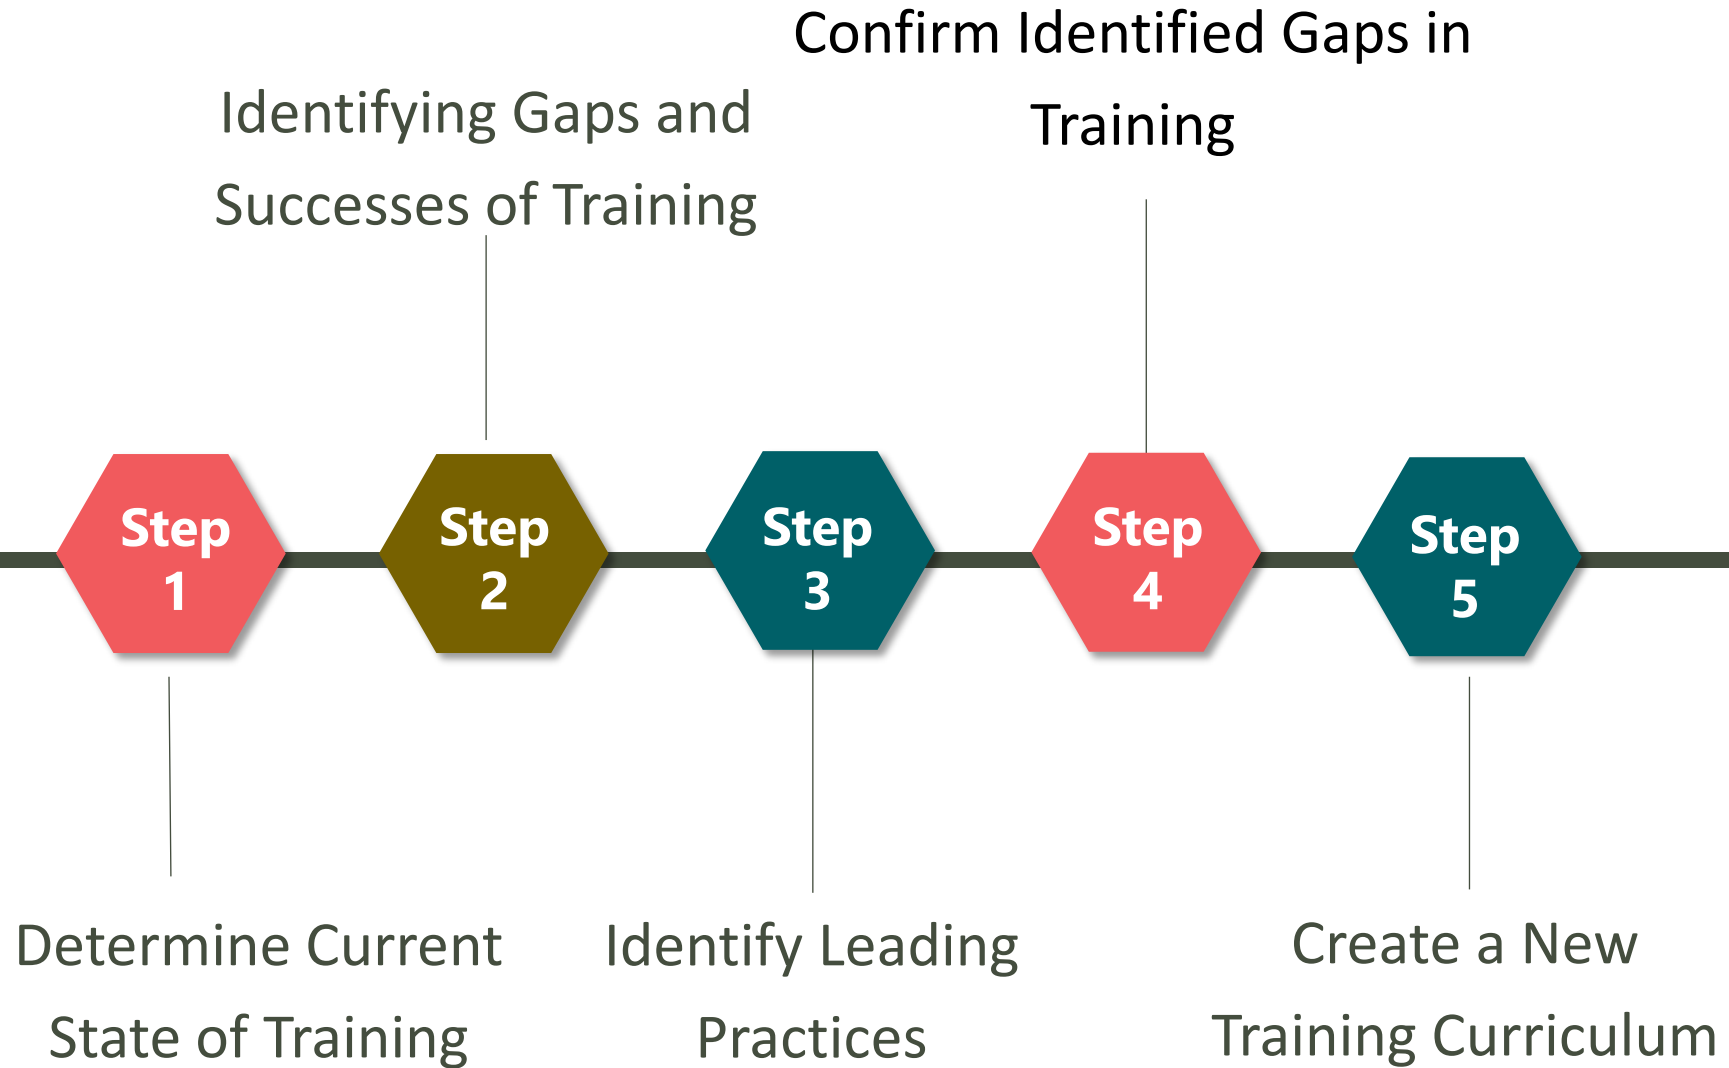 Confirm Identified Gaps in
Training
Identifying Gaps and
Successes of Training
Step
1
Step
2
Step
3
Step
4
Step
5
Determine Current
State of Training
Identify Leading
Practices
Create a New
Training Curriculum